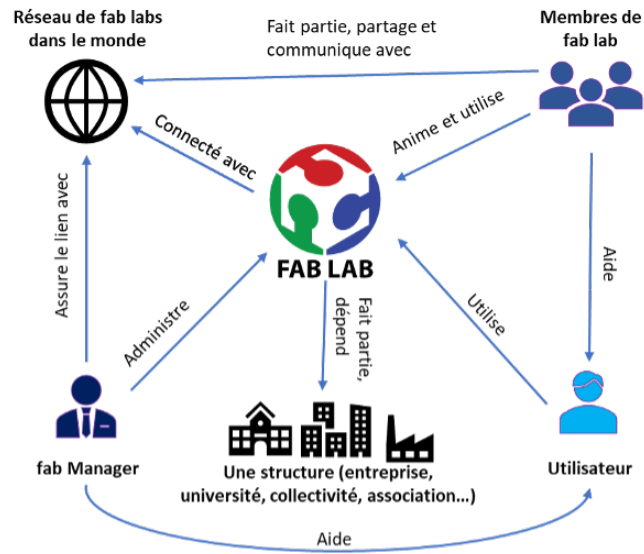 Réseau de fab labs
dans le monde
Fait partie, partage et
communique avec
Membres de
fab lab
Connecté avec
Anime et utilise
Assure le lien avec
FAB LAB
Aide
Administre
Fait partie,
dépend
Utilise
fab Manager
Une structure (entreprise,
université, collectivité, association...)
Utilisateur
Aide